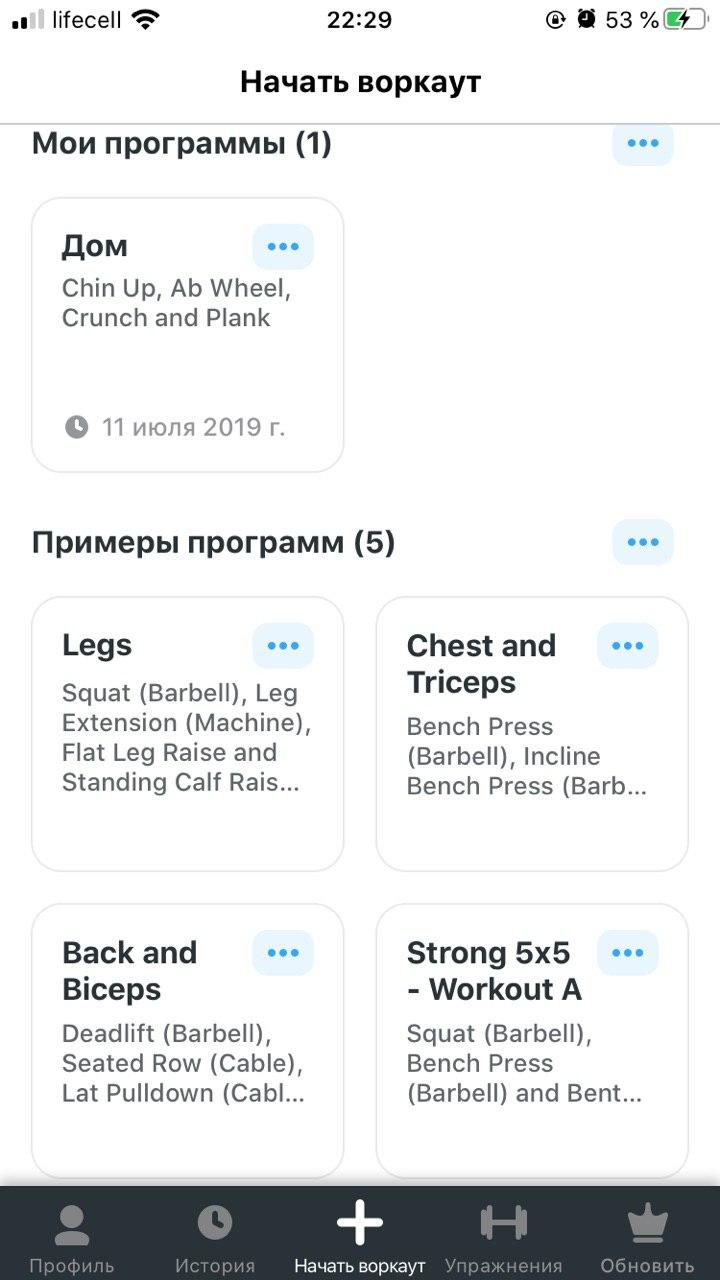 lifecell 22:29 53 %
Начать воркаут
Мои программы (1)
Дом
Chin Up, Ab Wheel,
Crunch and Plank
11 июля 2019 г.
Примеры программ (5)
Legs
Squat (Barbell), Leg
Extension (Machine),
Flat Leg Raise and
Standing Calf Rais...
Chest and
Triceps
Bench Press
(Barbell), Incline
Bench Press (Barb...
Back and
Biceps
Deadlift (Barbell),
Seated Row (Cable),
Lat Pulldown (Cabl...
Strong 5x5
- Workout A
Squat (Barbell),
Bench Press
(Barbell) and Bent...
Профиль История Начать воркаут Упражнения Обновить